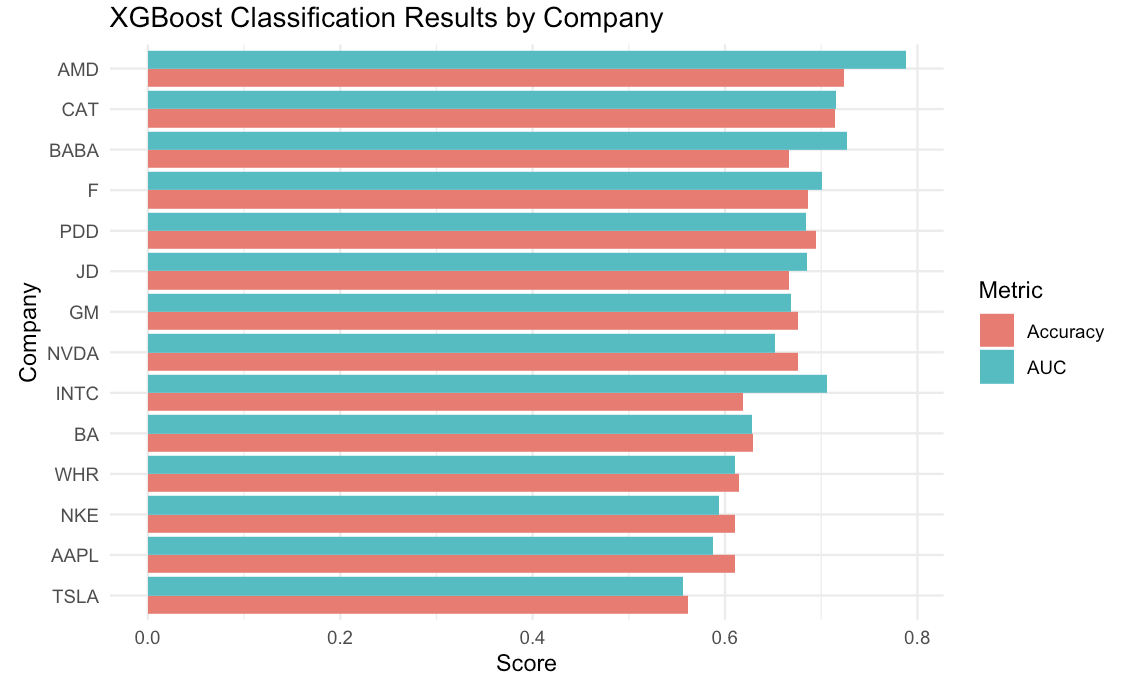 XGBoost Classification Results by Company
AMD
CAT
BABA
F
PDD
JD
GM
NVDA
INTC
BA
WHR
NKE
AAPL
TSLA
Company
0.0 0.2 0.4 0.6 0.8
Score
Metric
Accuracy
AUC